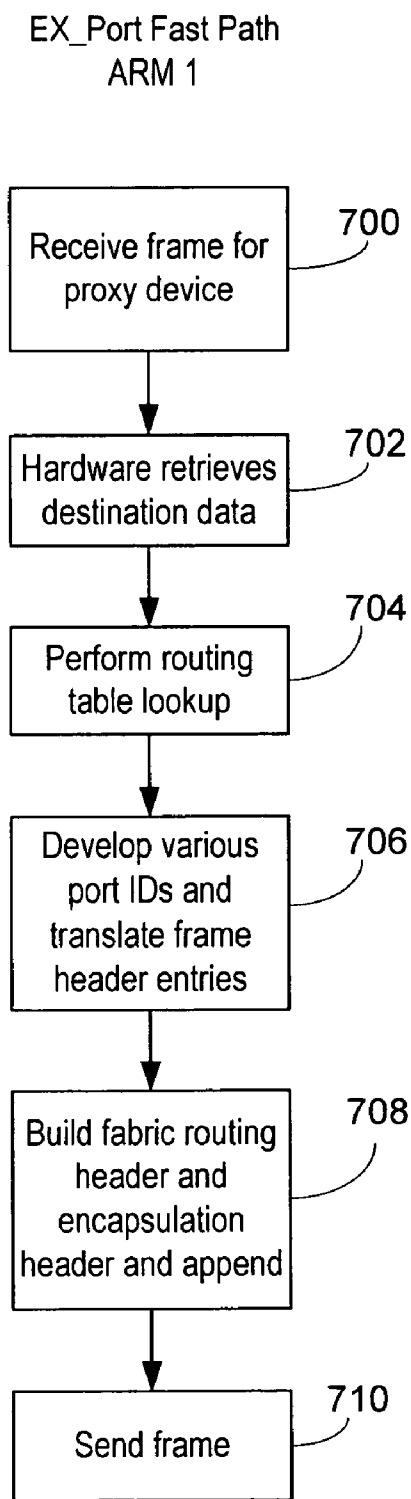 EX_Port Fast Path
ARM 1
700
Receive frame for
proxy device
702
Hardware retrieves
destination data
704
Perform routing
table lookup
706
Develop various
port IDs and
translate frame
header entries
708
Build fabric routing
header and
encapsulation
header and append
710
Send frame